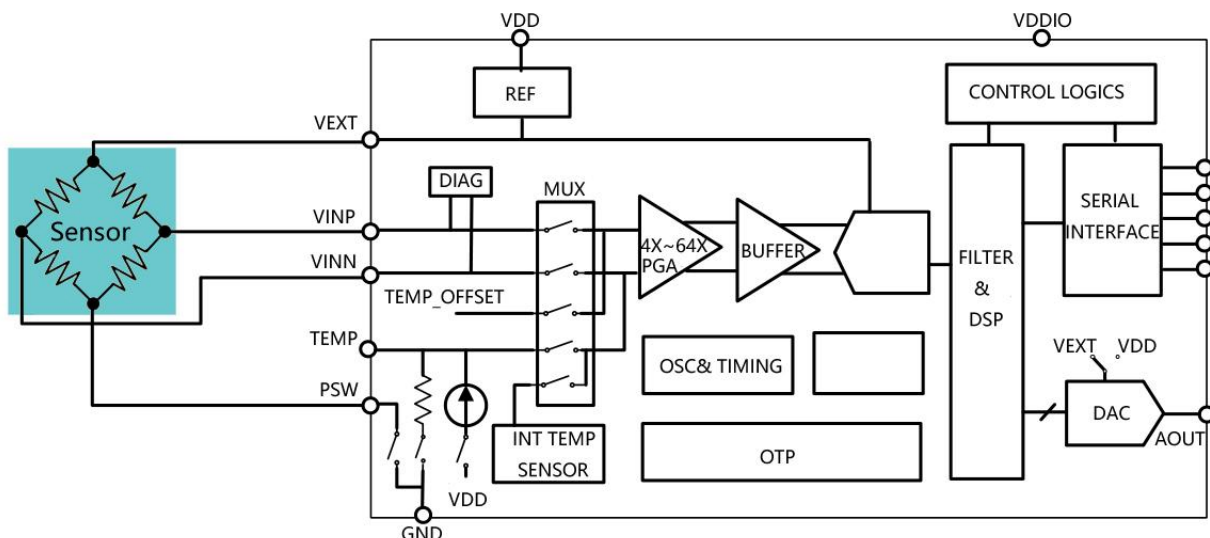 VDD
VDDIO
REF
CONTROL LOGICS
VEXT
DIAG
MUX
Sensor
VINP
4X~64X
PGA
BUFFER
FILTER
&
DSP
SERIAL
INTERFACE
VINN
TEMP_OFFSET
TEMP
OSC& TIMING
VEXT
VDD
PSW
DAC
AOUT
INT TEMP
SENSOR
OTP
VDD
GND